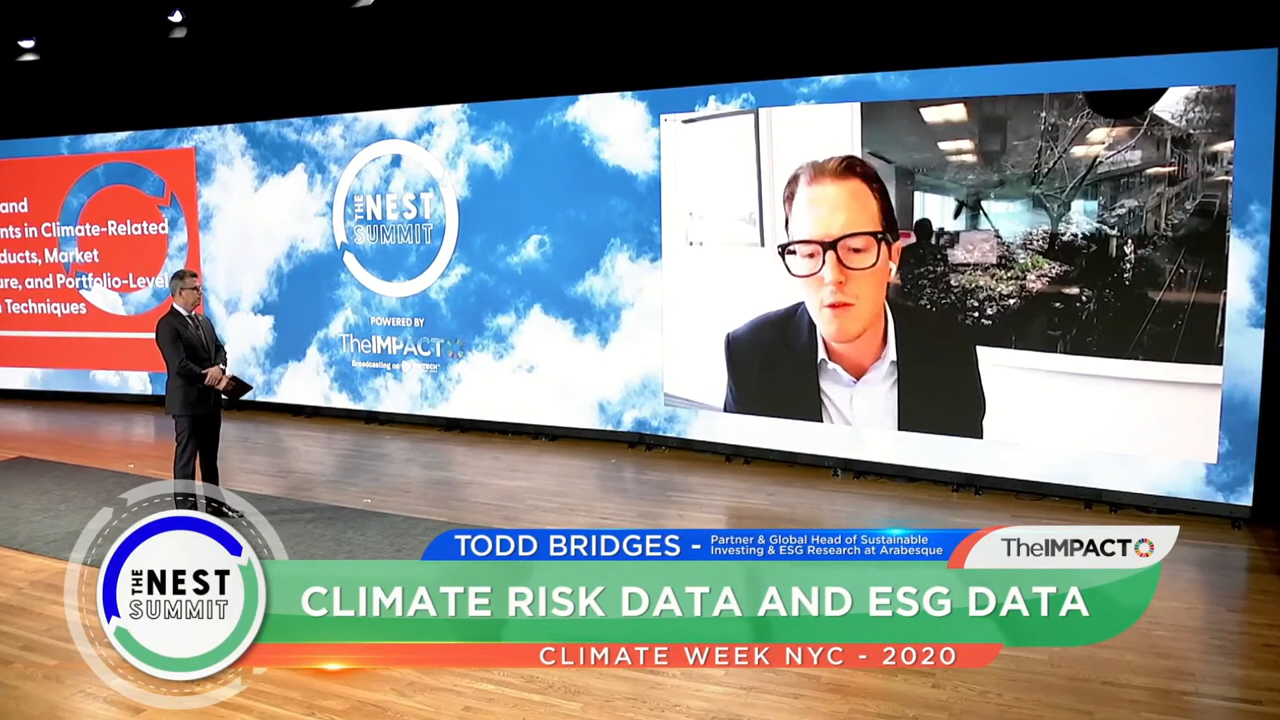 and
nts in Climate-Related
ducts, Market
are, and Portfolio-Level
Techniques
THE NEST
SUMMIT
POWERED BY
TheIMPACT
Broadcasting on
TODD BRIDGES - Partner & Global Head of Sustainable
Investing & ESG Research at Arabesque
TheIMPACT
THE NEST
SUMMIT
CLIMATE RISK DATA AND ESG DATA
CLIMATE WEEK NYC - 2020